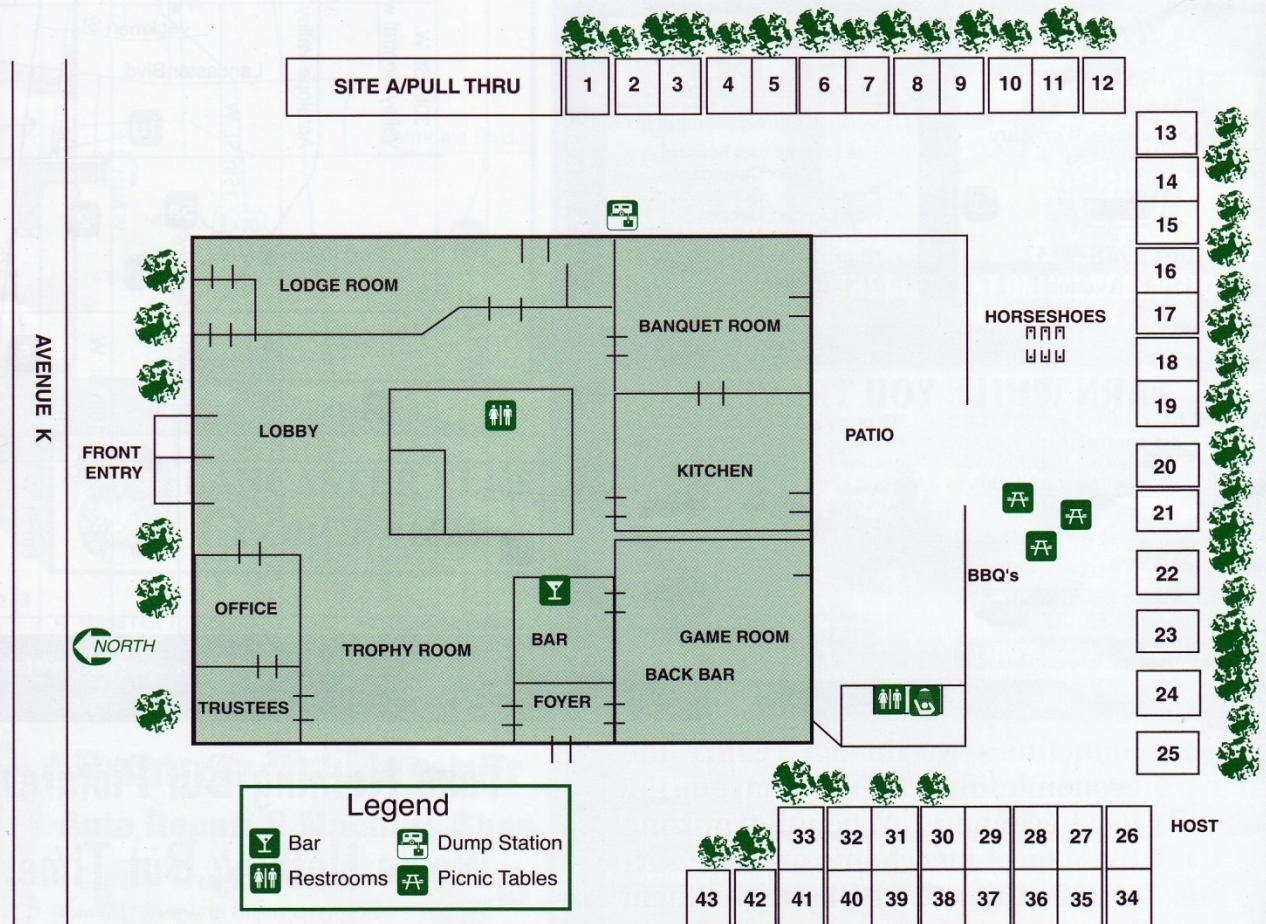 SITE A/PULL THRU
1 2 3 4 5 6 7 8 9 10 11 12
13
14
15
16
17
18
19
20
21
22
23
24
25
LODGE ROOM
BANQUET ROOM
HORSESHOES
AVENUE K
LOBBY
FRONT
ENTRY
PATIO
KITCHEN
BBQ's
OFFICE
NORTH
TROPHY ROOM
BAR
GAME ROOM
BACK BAR
TRUSTEES
FOYER
Legend
Bar
Dump Station
Restrooms
Picnic Tables
33 32 31 30 29 28 27 26
HOST
43 42 41 40 39 38 37 36 35 34